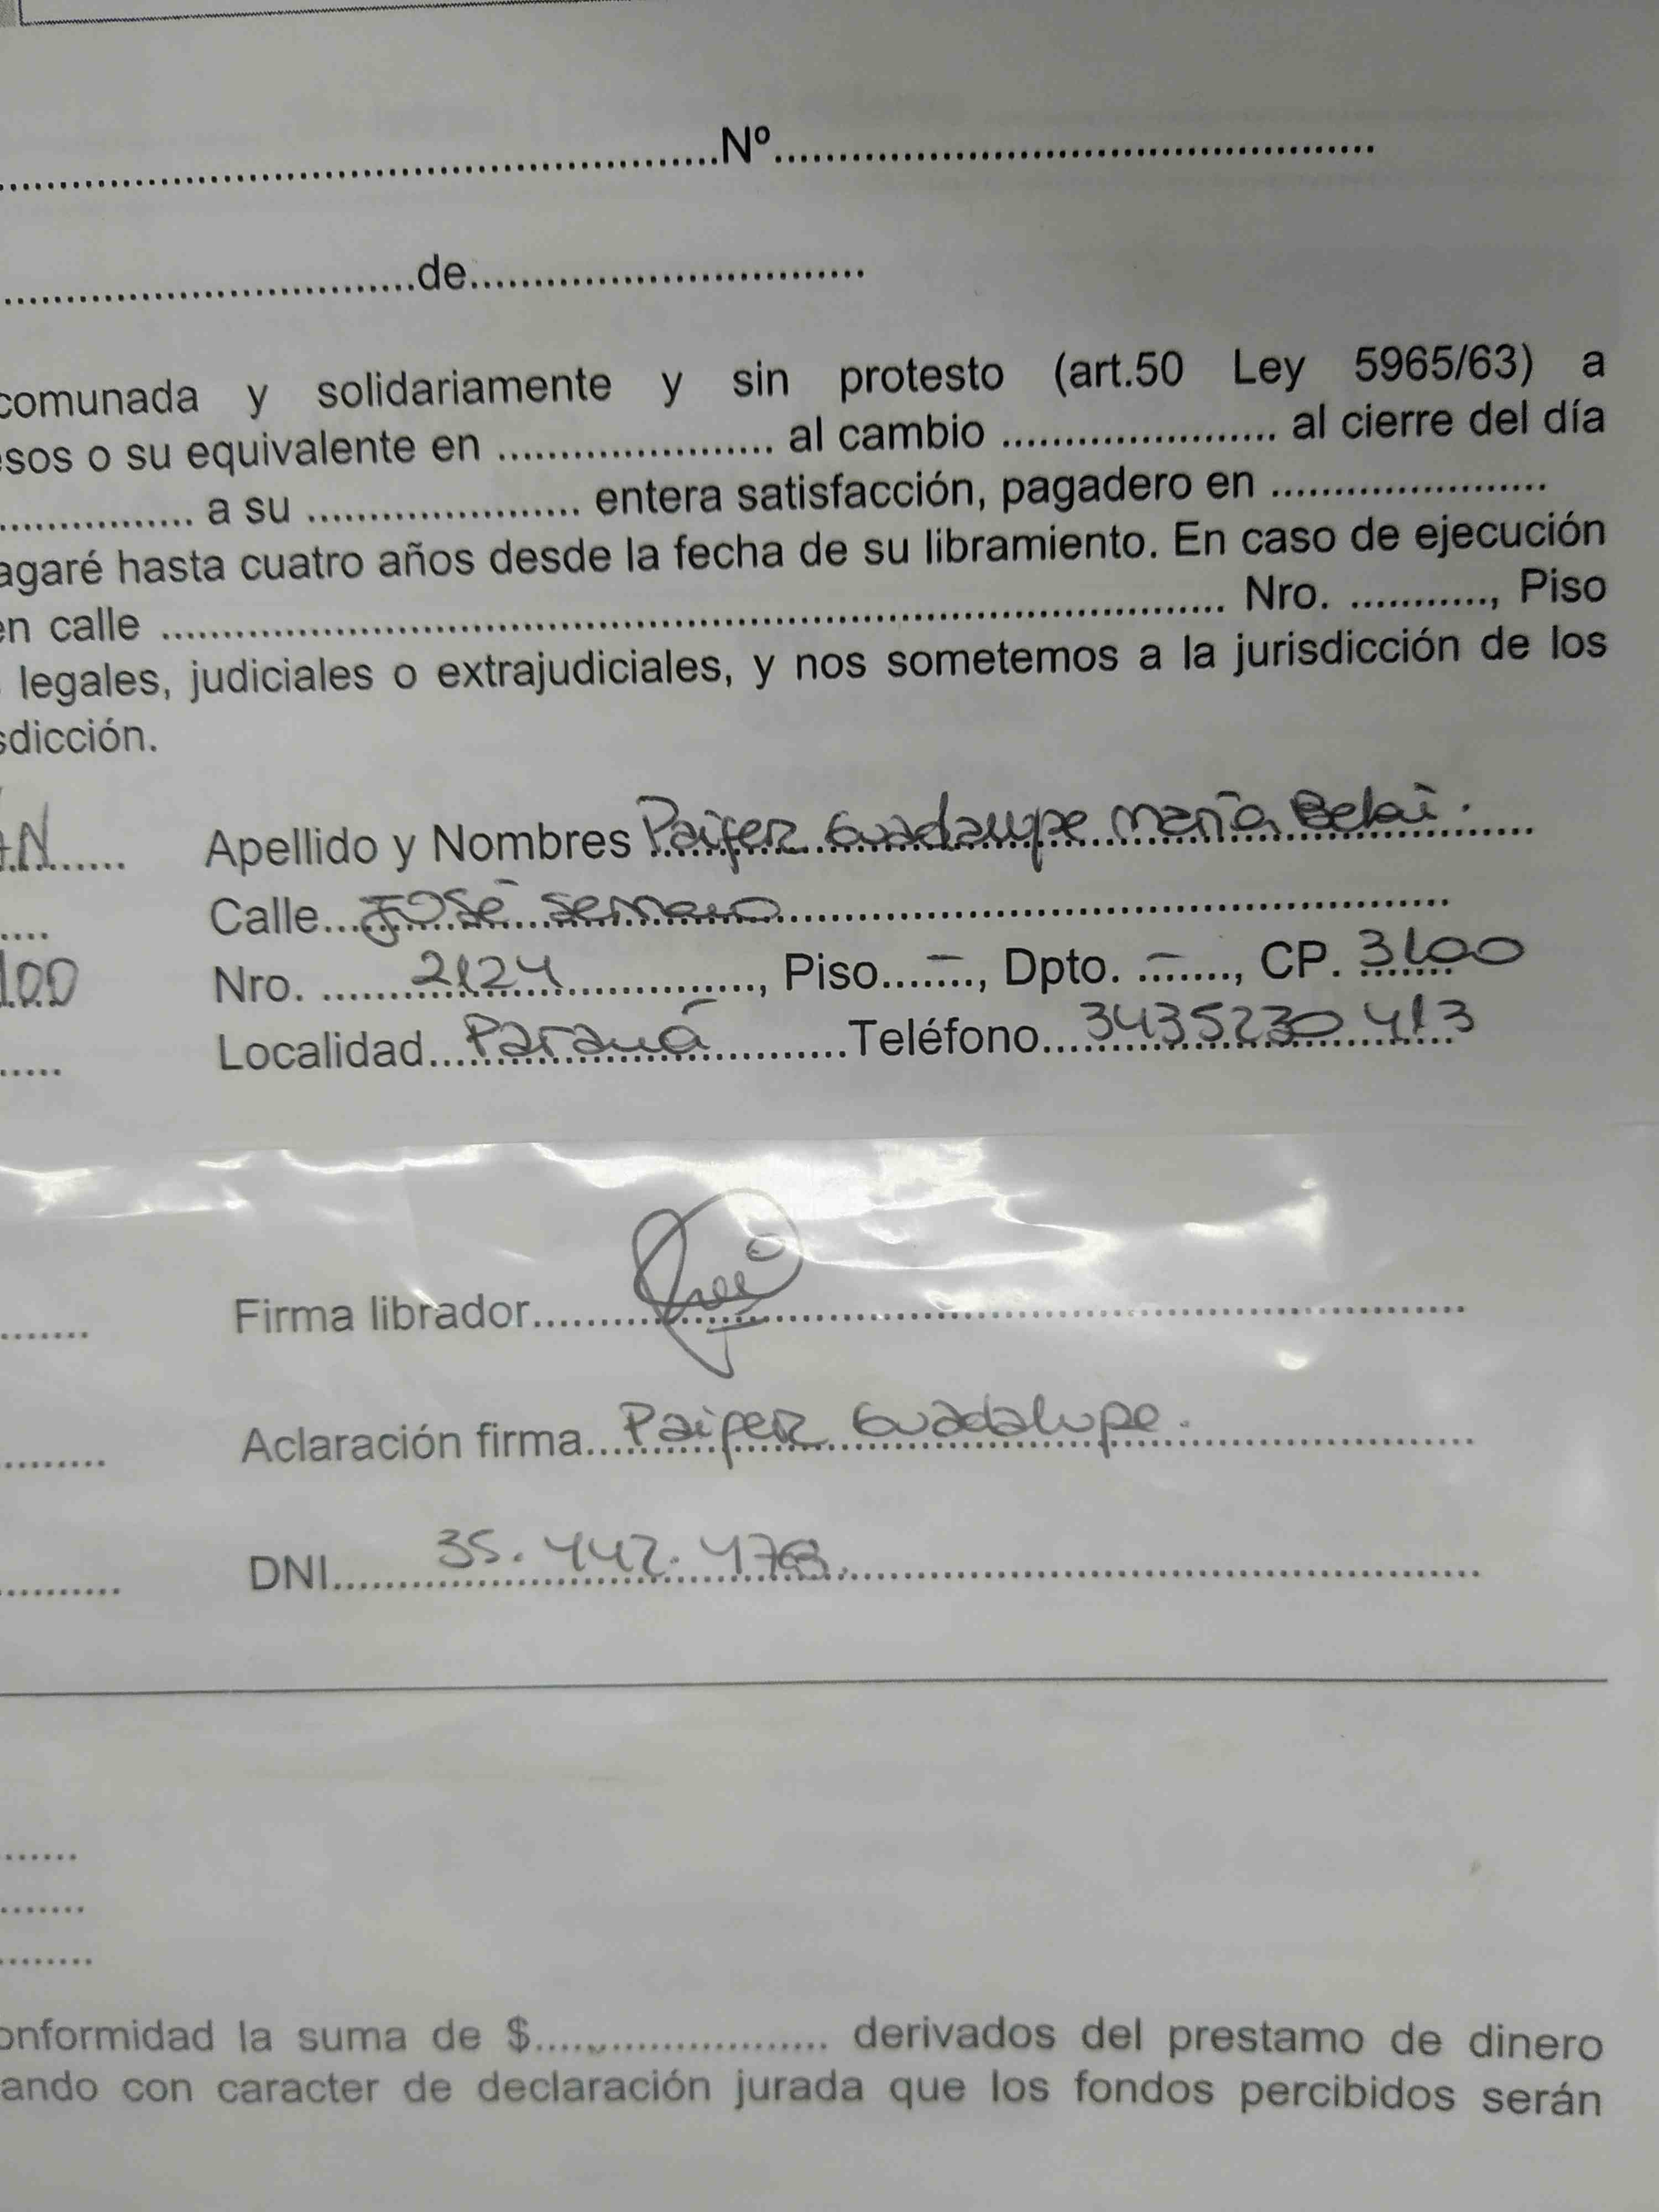 ....................Nº....................
....................de....................
comunada y solidariamente y sin protesto (art.50 Ley 5965/63) a
esos o su equivalente en .................... al cambio .................... al cierre del día
.................... a su .................... entera satisfacción, pagadero en ....................
agaré hasta cuatro años desde la fecha de su libramiento. En caso de ejecución
en calle .................... Nro. ..........., Piso
legales, judiciales o extrajudiciales, y nos sometemos a la jurisdicción de los
sdicción.
Apellido y Nombres Paifer Guadalupe María
Calle...José Serrano
100 Nro. 2124, Piso...–..., Dpto. –......, CP. 3100
Localidad...Paraná...Teléfono...3435230413
Firma librador....................
Aclaración firma...Paifer Guadalupe.
DNI...35.442.478.
onformidad la suma de $.................... derivados del prestamo de dinero
ando con caracter de declaración jurada que los fondos percibidos serán